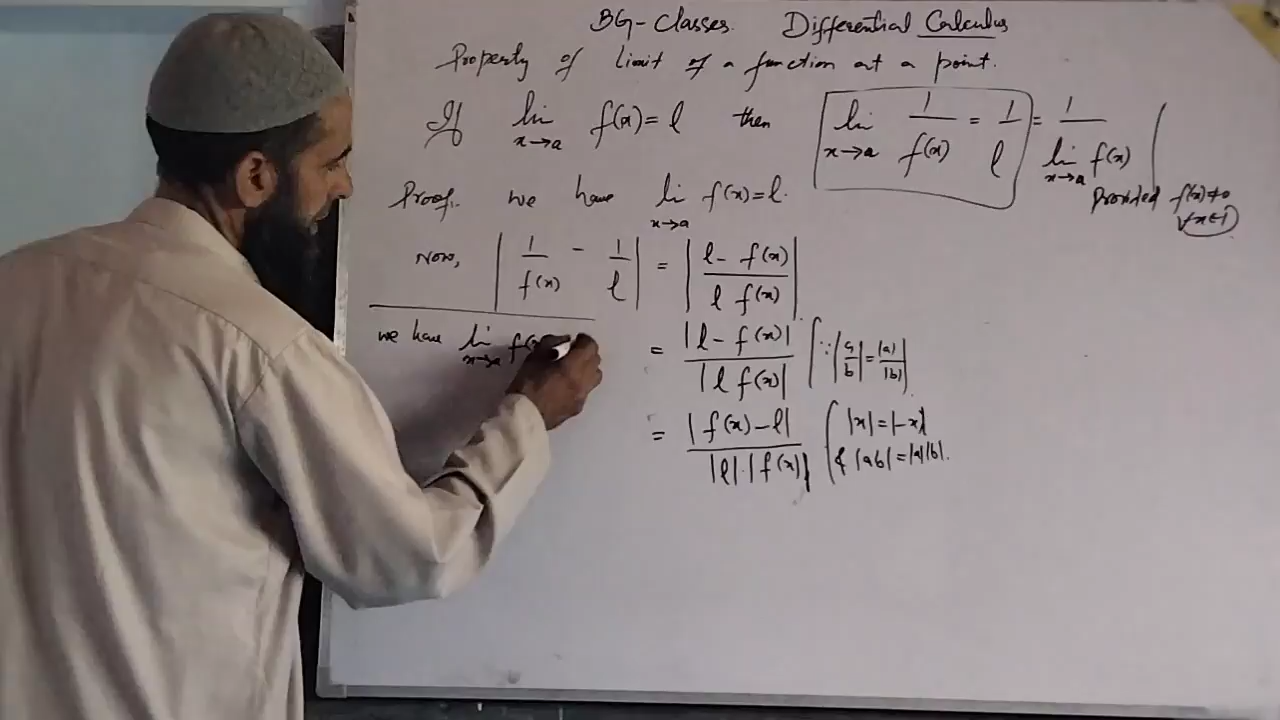 BG-Classes. Differential Calculus
Property of limit of a function at a point.
If lim x→a f(x) = l then lim x→a 1/f(x) = 1/l = 1/lim x→a f(x)
Provided f(x)≠0
∀x∈I
Proof. we have lim x→a f(x) = l.
Now, |1/f(x) - 1/l| = |l - f(x)/l f(x)|
we have lim x→a
= |l - f(x)|/|l f(x)| {∵ |a/b| = |a|/|b|
= |f(x) - l|/|l|.|f(x)| { |x| = |-x|
& |ab| = |a||b|.